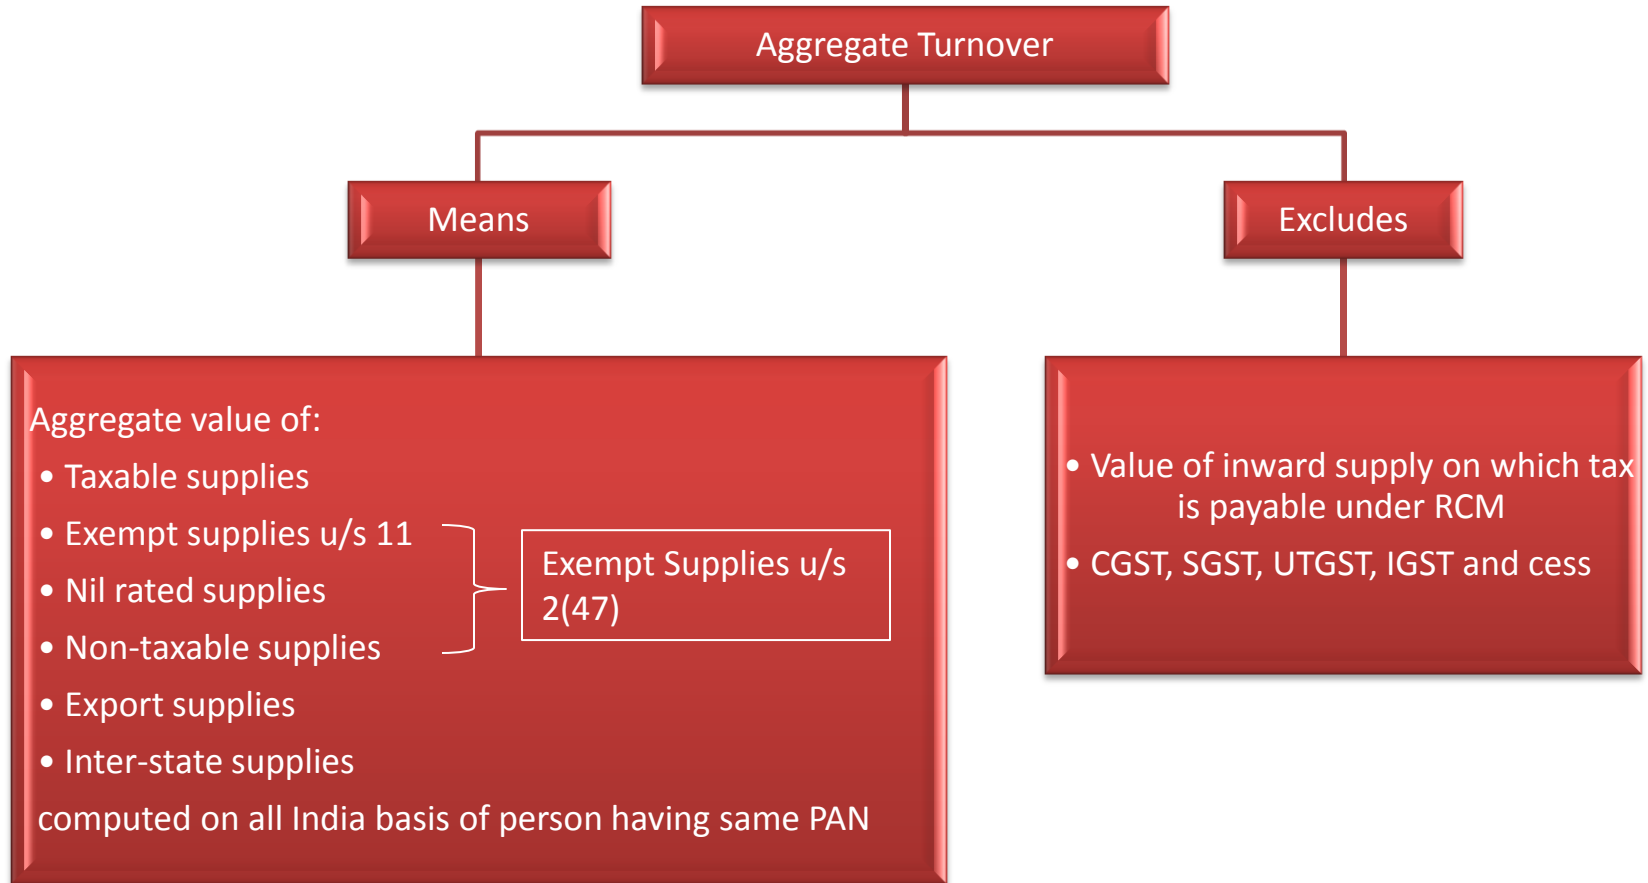 Aggregate Turnover
Means
Excludes
Aggregate value of:
• Taxable supplies
• Exempt supplies u/s 11
• Nil rated supplies
• Non-taxable supplies
• Export supplies
• Inter-state supplies
computed on all India basis of person having same PAN
Exempt Supplies u/s
2(47)
• Value of inward supply on which tax
is payable under RCM
• CGST, SGST, UTGST, IGST and cess